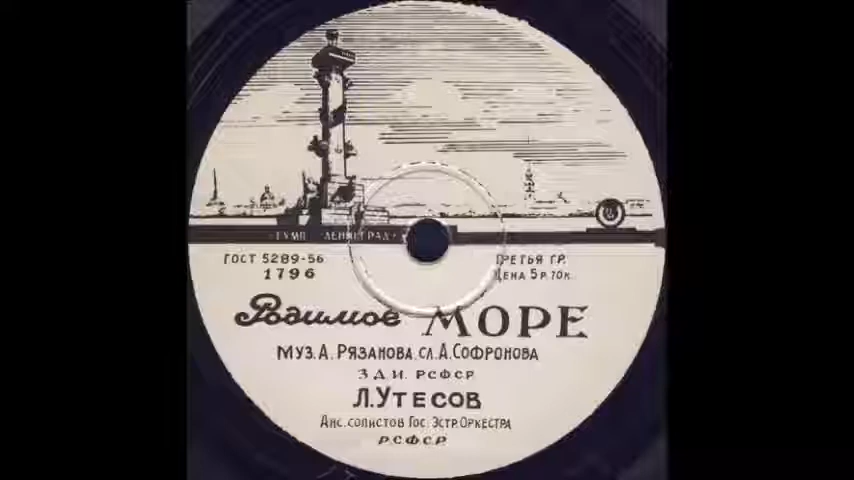 ГУМП ЛЕНИНГРАД
ГОСТ 5289-56
1796
ТРЕТЬЯ ГР.
ЦЕНА 5 Р. 70 К.
Родимое МОРЕ
МУЗ. А. РЯЗАНОВА, СЛ. А. СОФРОНОВА
З Д И. РСФСР
Л. УТЕСОВ
АНС. СОЛИСТОВ ГОС. ЭСТР. ОРКЕСТРА
РСФСР